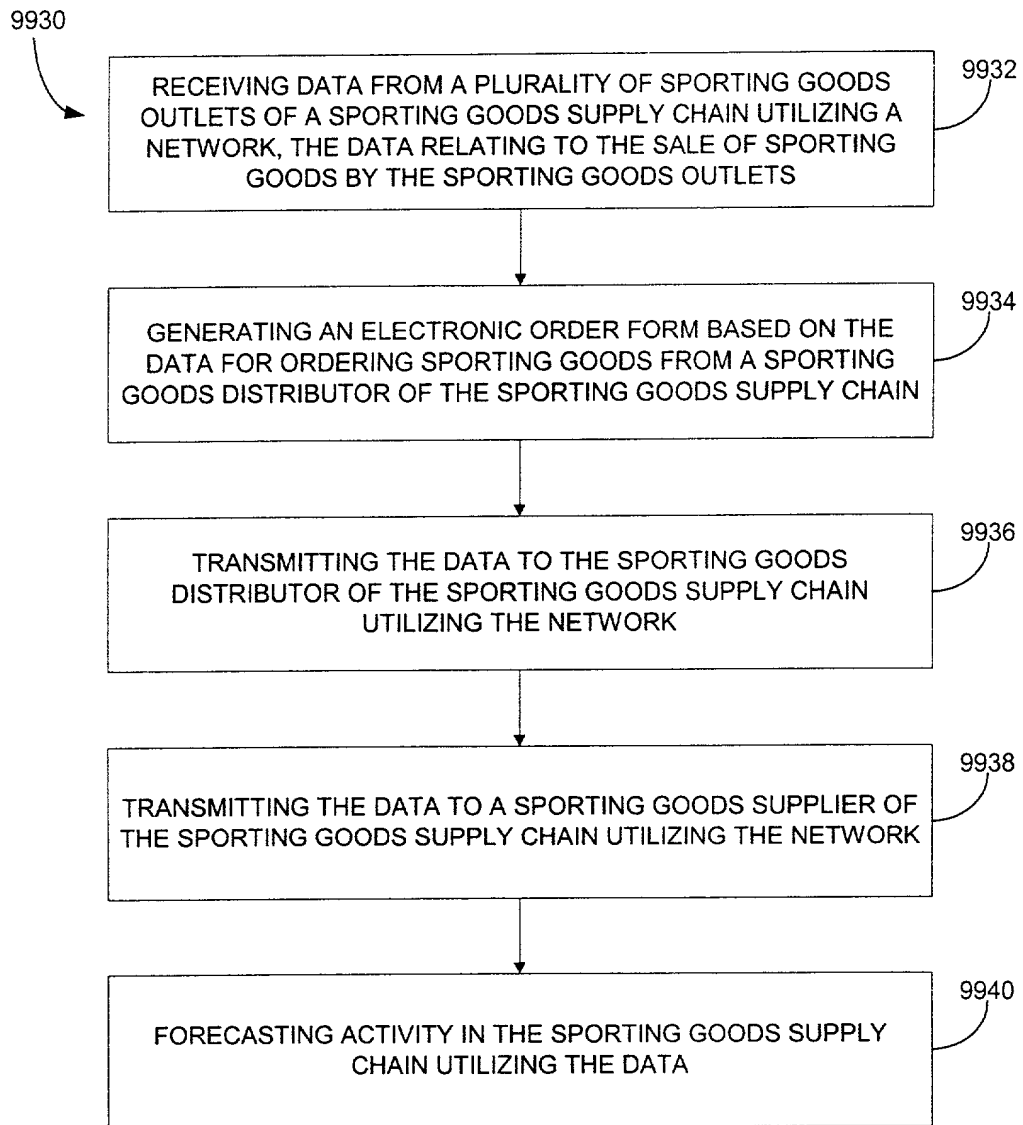 9930
RECEIVING DATA FROM A PLURALITY OF SPORTING GOODS
OUTLETS OF A SPORTING GOODS SUPPLY CHAIN UTILIZING A
NETWORK, THE DATA RELATING TO THE SALE OF SPORTING
GOODS BY THE SPORTING GOODS OUTLETS
9932
GENERATING AN ELECTRONIC ORDER FORM BASED ON THE
DATA FOR ORDERING SPORTING GOODS FROM A SPORTING
GOODS DISTRIBUTOR OF THE SPORTING GOODS SUPPLY CHAIN
9934
TRANSMITTING THE DATA TO THE SPORTING GOODS
DISTRIBUTOR OF THE SPORTING GOODS SUPPLY CHAIN
UTILIZING THE NETWORK
9936
TRANSMITTING THE DATA TO A SPORTING GOODS SUPPLIER OF
THE SPORTING GOODS SUPPLY CHAIN UTILIZING THE NETWORK
9938
FORECASTING ACTIVITY IN THE SPORTING GOODS SUPPLY
CHAIN UTILIZING THE DATA
9940